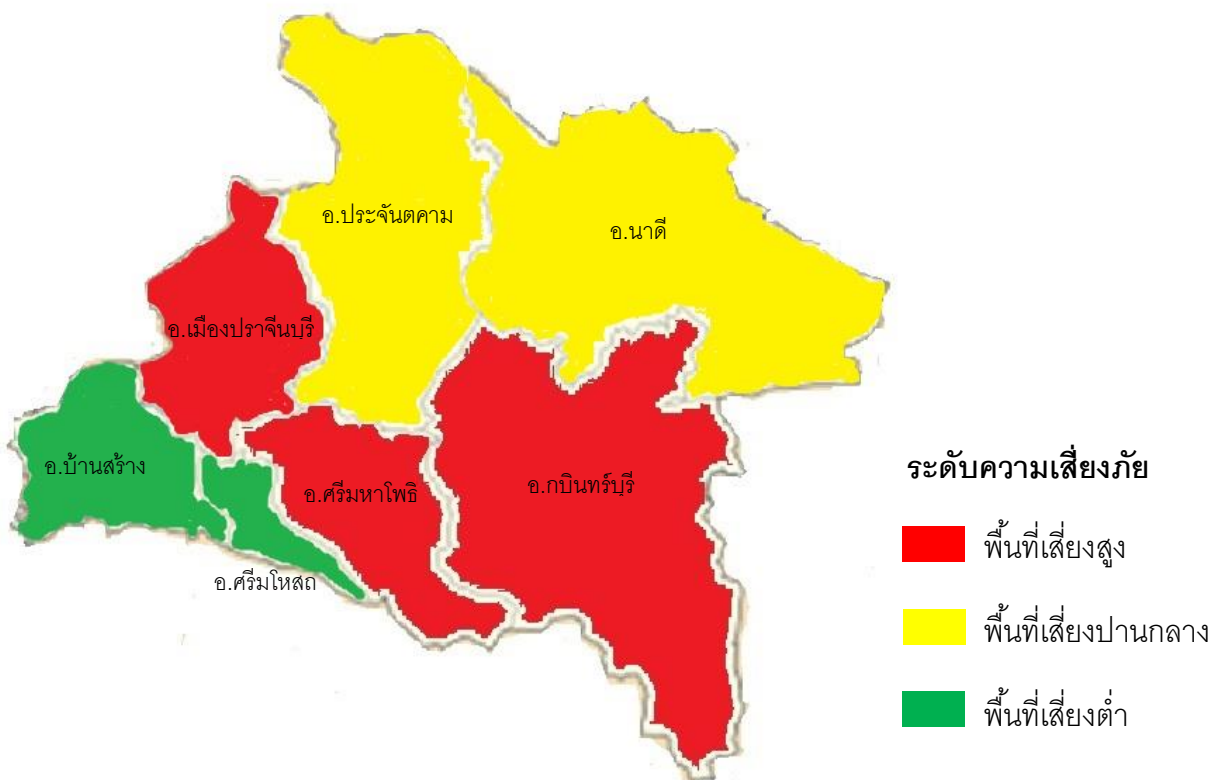 อ.ประจันตคาม
อ.นาดี
อ.เมืองปราจีนบุรี
อ.บ้านสร้าง
อ.ศรีมหาโพธิ
อ.กบินทร์บุรี
อ.ศรีมโหสถ
ระดับความเสี่ยงภัย
พื้นที่เสี่ยงสูง
พื้นที่เสี่ยงปานกลาง
พื้นที่เสี่ยงต่ำ